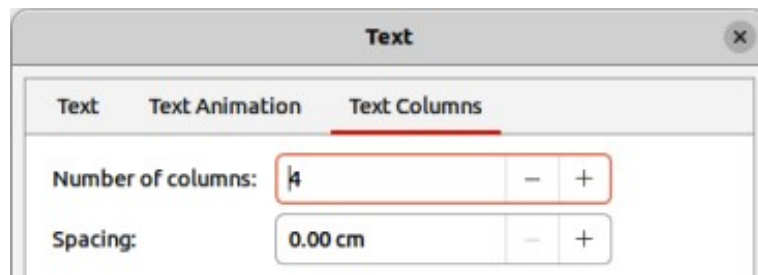 Text
Text Text Animation Text Columns
Number of columns: 4
Spacing: 0.00 cm